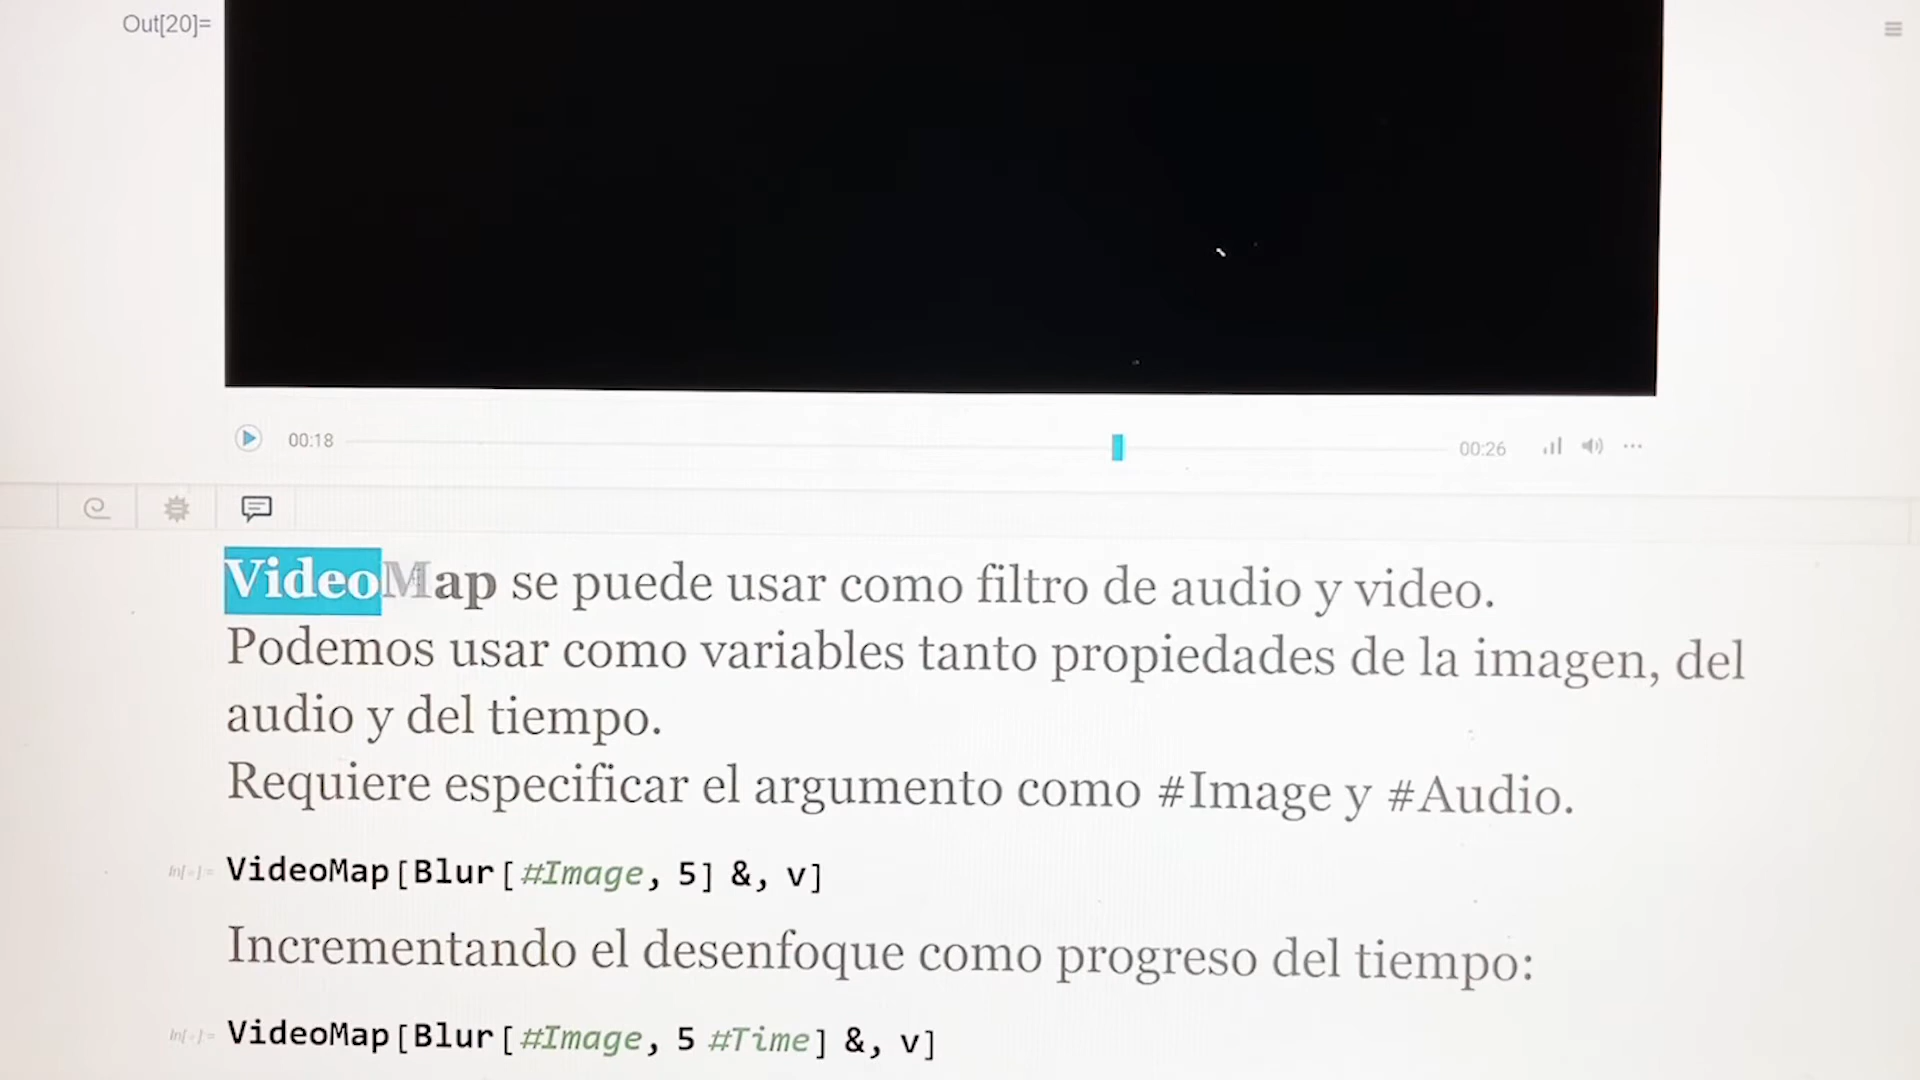 Out[20]=
00:18
00:26
VideoMap se puede usar como filtro de audio y video.
Podemos usar como variables tanto propiedades de la imagen, del
audio y del tiempo.
Requiere especificar el argumento como #Image y #Audio.
In[∘]:= VideoMap[Blur[#Image, 5] &, v]
Incrementando el desenfoque como progreso del tiempo:
In[∘]:= VideoMap[Blur[#Image, 5 #Time] &, v]